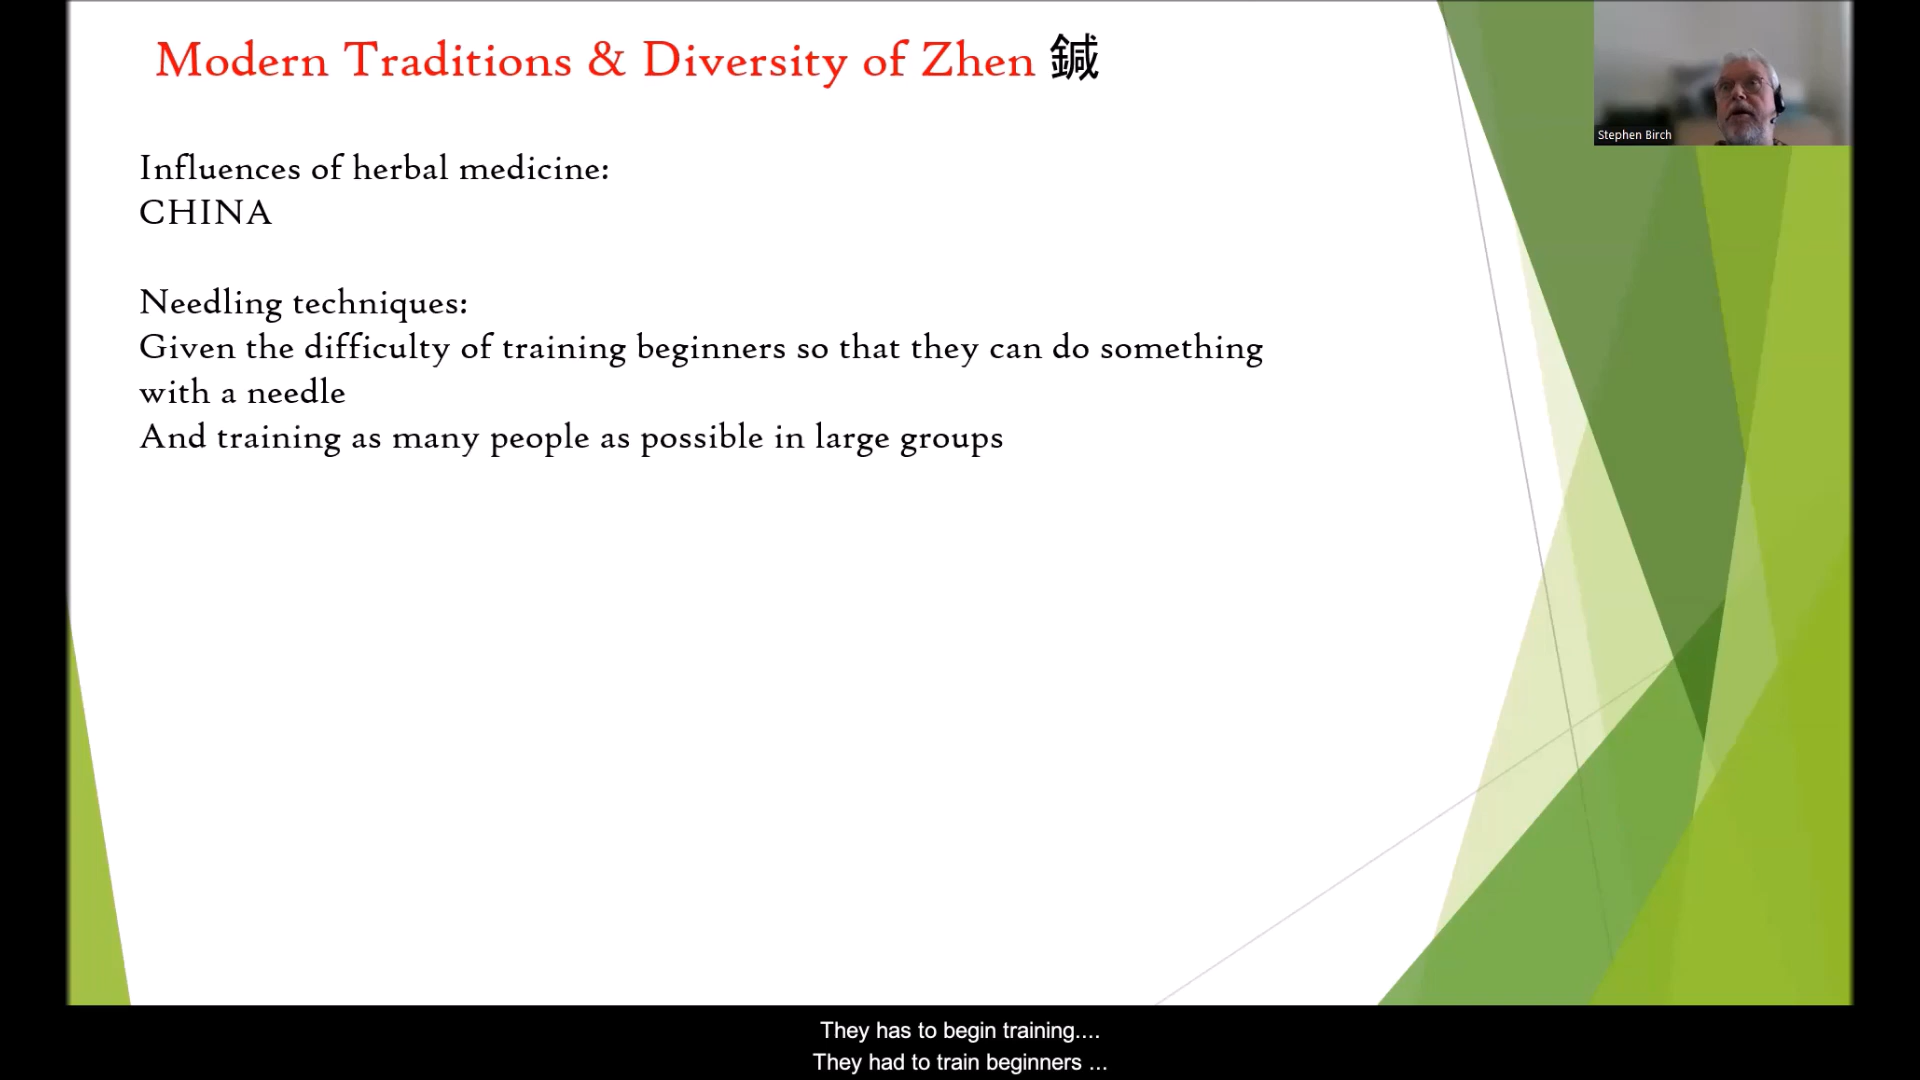 Modern Traditions & Diversity of Zhen 鍼
Stephen Birch
Influences of herbal medicine:
CHINA
Needling techniques:
Given the difficulty of training beginners so that they can do something
with a needle
And training as many people as possible in large groups
They has to begin training....
They had to train beginners ...